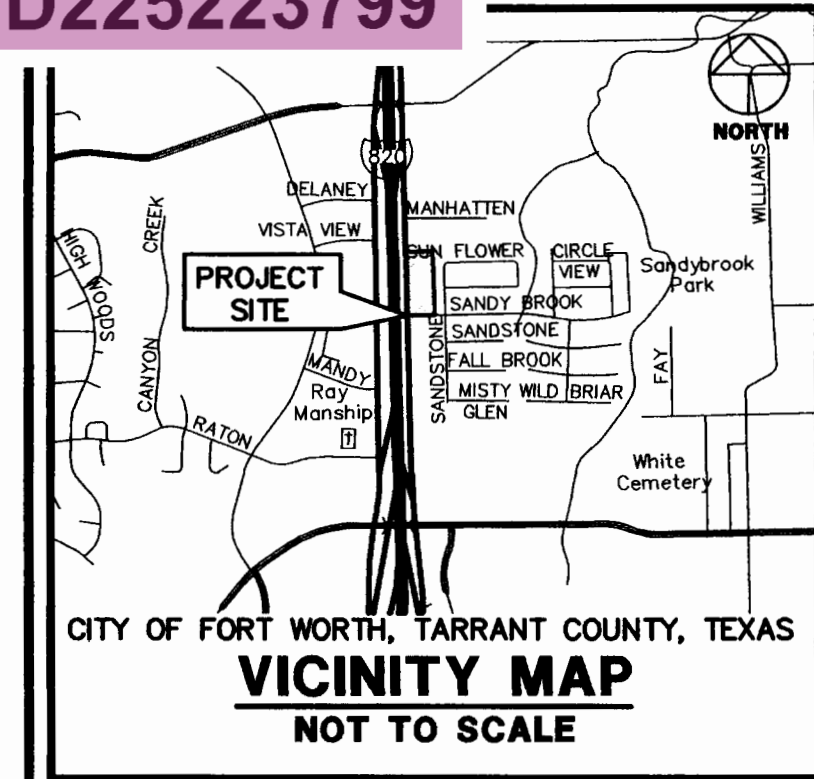 D225223799
NORTH
WILLIAMS
820
DELANEY
MANHATTEN
VISTA VIEW
SUN FLOWER
CIRCLE
VIEW
Sandybrook
Park
HIGH WOODS
CANYON CREEK
PROJECT
SITE
SANDY BROOK
SANDSTONE
SANDSTONE
FALL BROOK
MANDY
MISTY
GLEN
WILD BRIAR
FAY
Ray
Manship
RATON
White
Cemetery
CITY OF FORT WORTH, TARRANT COUNTY, TEXAS
VICINITY MAP
NOT TO SCALE